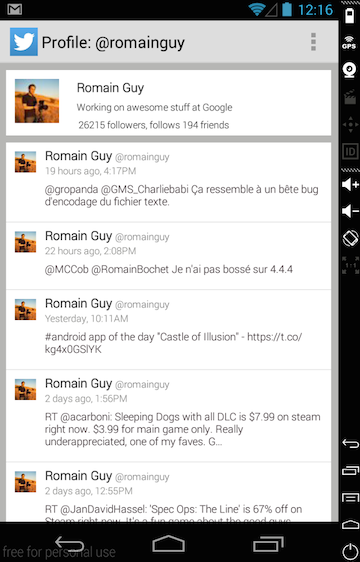 12:16
Profile: @romainguy
Romain Guy
Working on awesome stuff at Google
26215 followers, follows 194 friends
Romain Guy @romainguy
19 hours ago, 4:17PM
@gropanda @GMS_Charliebabi Ça ressemble à un bête bug
d'encodage du fichier texte.
Romain Guy @romainguy
22 hours ago, 2:08PM
@MCCob @RomainBochet Je n'ai pas bossé sur 4.4.4
Romain Guy @romainguy
Yesterday, 10:11AM
#android app of the day "Castle of Illusion" - https://t.co/
kg4x0GSlYK
Romain Guy @romainguy
2 days ago, 1:56PM
RT @acarboni: Sleeping Dogs with all DLC is $7.99 on steam
right now. $3.99 for main game only. Really
underappreciated, one of my faves. G...
Romain Guy @romainguy
2 days ago, 12:55PM
RT @JanDavidHassel: 'Spec Ops: The Line' is 67% off on
Steam right now. It's a fun game about the good guys
free for personal use
GPS
ID
1:1